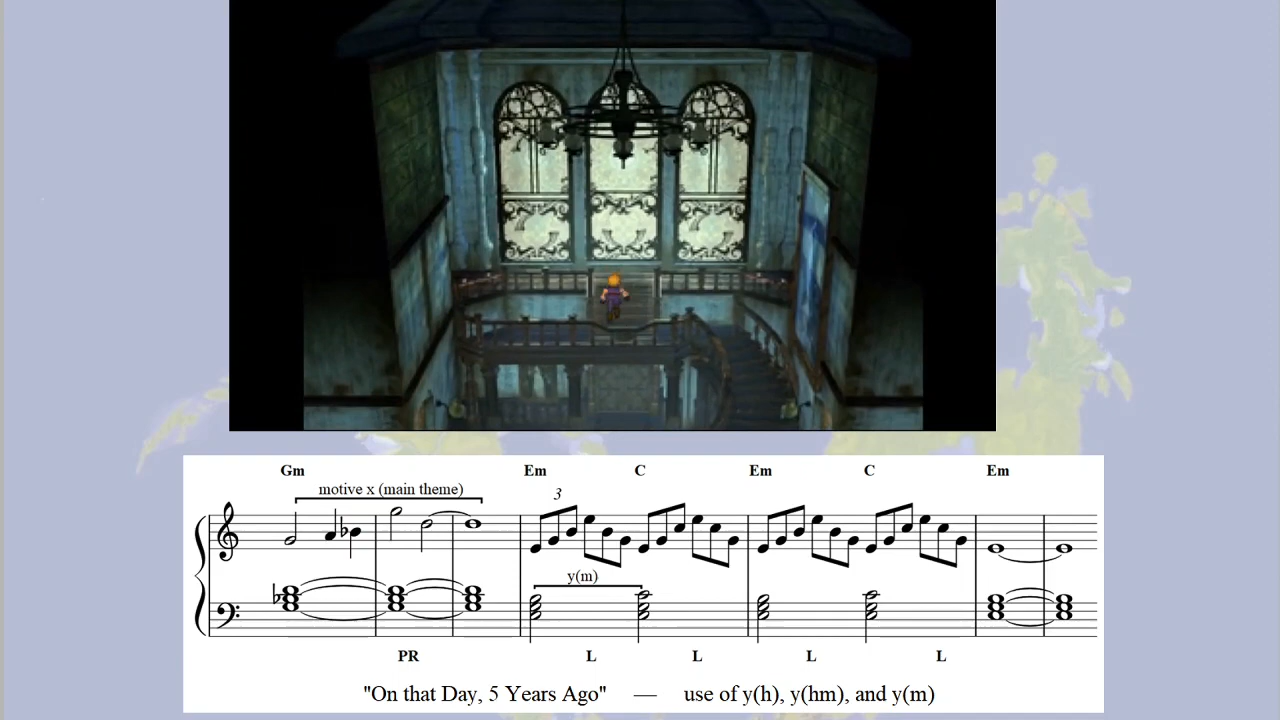 Gm Em C Em C Em
motive x (main theme) 3
y(m)
PR L L L L
"On that Day, 5 Years Ago" — use of y(h), y(hm), and y(m)